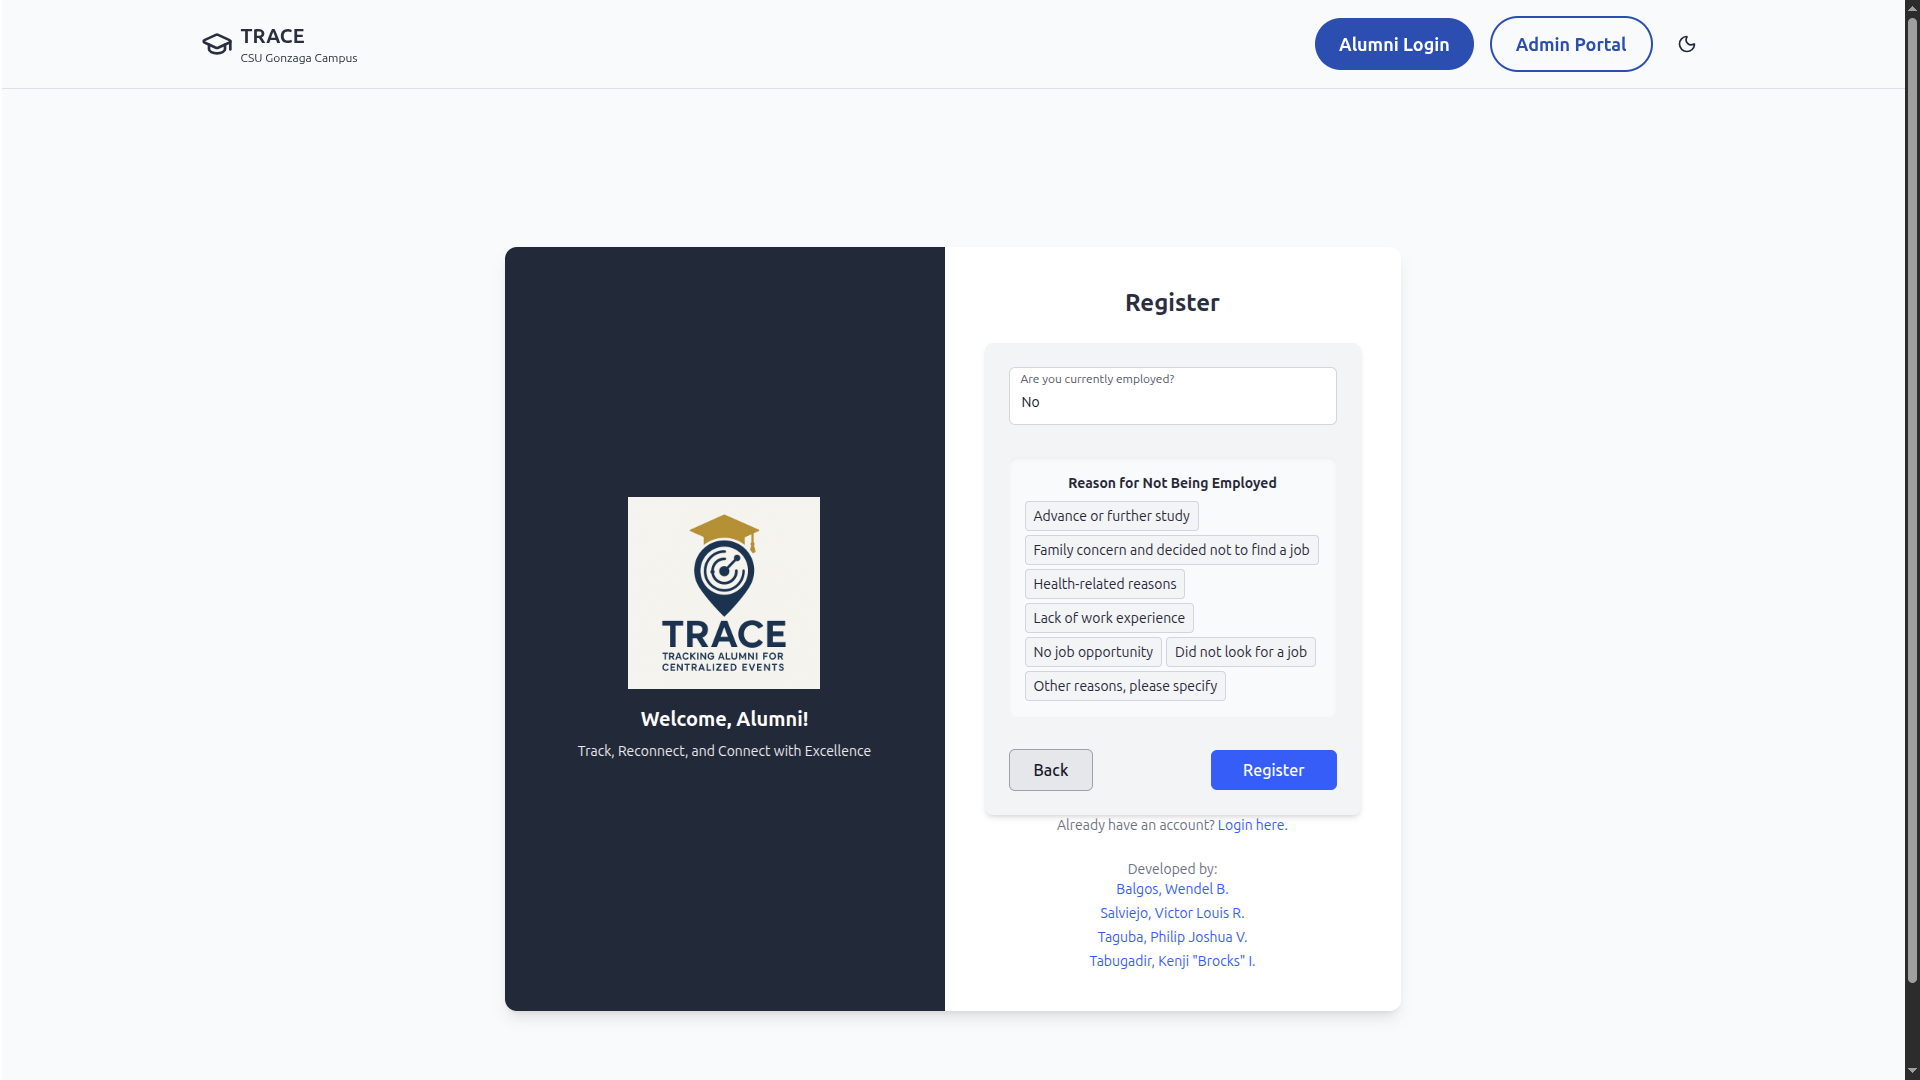 TRACE
CSU Gonzaga Campus
Alumni Login
Admin Portal
TRACE
TRACKING ALUMNI FOR
CENTRALIZED EVENTS
Welcome, Alumni!
Track, Reconnect, and Connect with Excellence
Register
Are you currently employed?
No
Reason for Not Being Employed
Advance or further study
Family concern and decided not to find a job
Health-related reasons
Lack of work experience
No job opportunity
Did not look for a job
Other reasons, please specify
Back
Register
Already have an account? Login here.
Developed by:
Balgos, Wendel B.
Salviejo, Victor Louis R.
Taguba, Philip Joshua V.
Tabugadir, Kenji "Brocks" I.